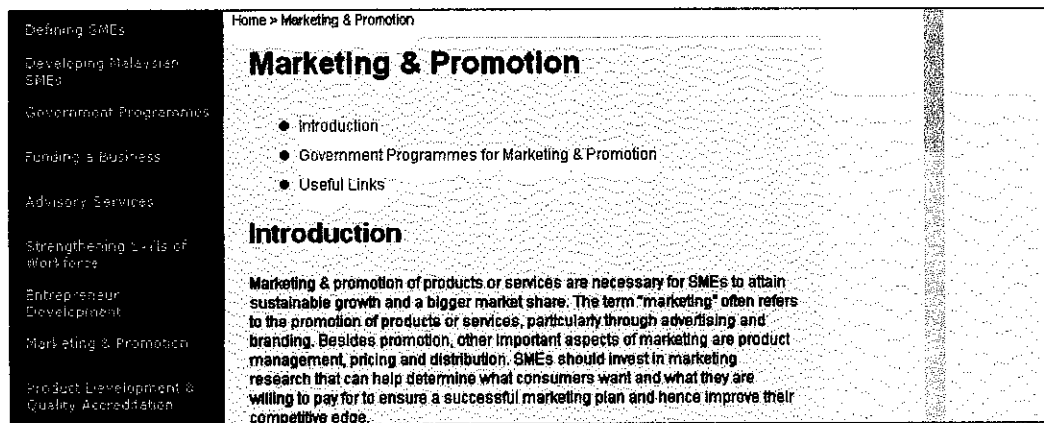 Defining SMEs
Developing Malaysian
SMEs
Government Programmes
Funding a Business
Advisory Services
Strengthening Skills of
Workforce
Entrepreneur
Development
Marketing & Promotion
Product Development &
Quality Accreditation
Home » Marketing & Promotion
Marketing & Promotion
● Introduction
● Government Programmes for Marketing & Promotion
● Useful Links
Introduction
Marketing & promotion of products or services are necessary for SMEs to attain
sustainable growth and a bigger market share. The term "marketing" often refers
to the promotion of products or services, particularly through advertising and
branding. Besides promotion, other important aspects of marketing are product
management, pricing and distribution. SMEs should invest in marketing
research that can help determine what consumers want and what they are
willing to pay for to ensure a successful marketing plan and hence improve their
competitive edge.